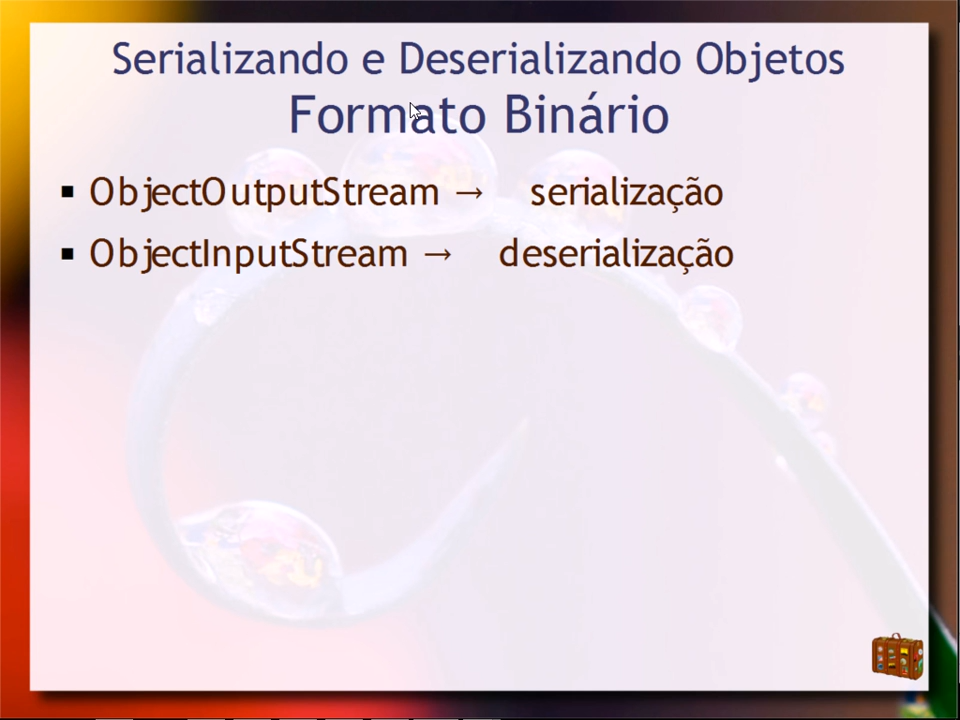 Serializando e Deserializando Objetos
Formato Binário
▪ ObjectOutputStream → serialização
▪ ObjectInputStream → deserialização